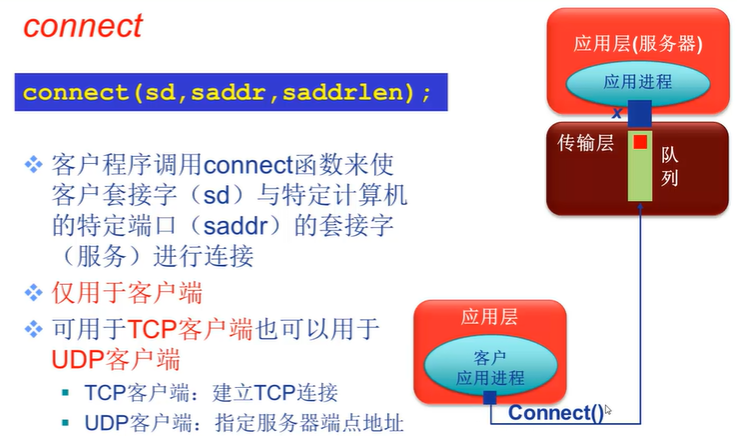 connect
connect(sd,saddr,saddrlen);
客户程序调用connect函数来使
客户套接字（sd）与特定计算机
的特定端口（saddr）的套接字
（服务）进行连接
仅用于客户端
可用于TCP客户端也可以用于
UDP客户端
TCP客户端：建立TCP连接
UDP客户端：指定服务器端点地址
应用层(服务器)
应用进程
x
传输层
队
列
应用层
客户
应用进程
Connect()